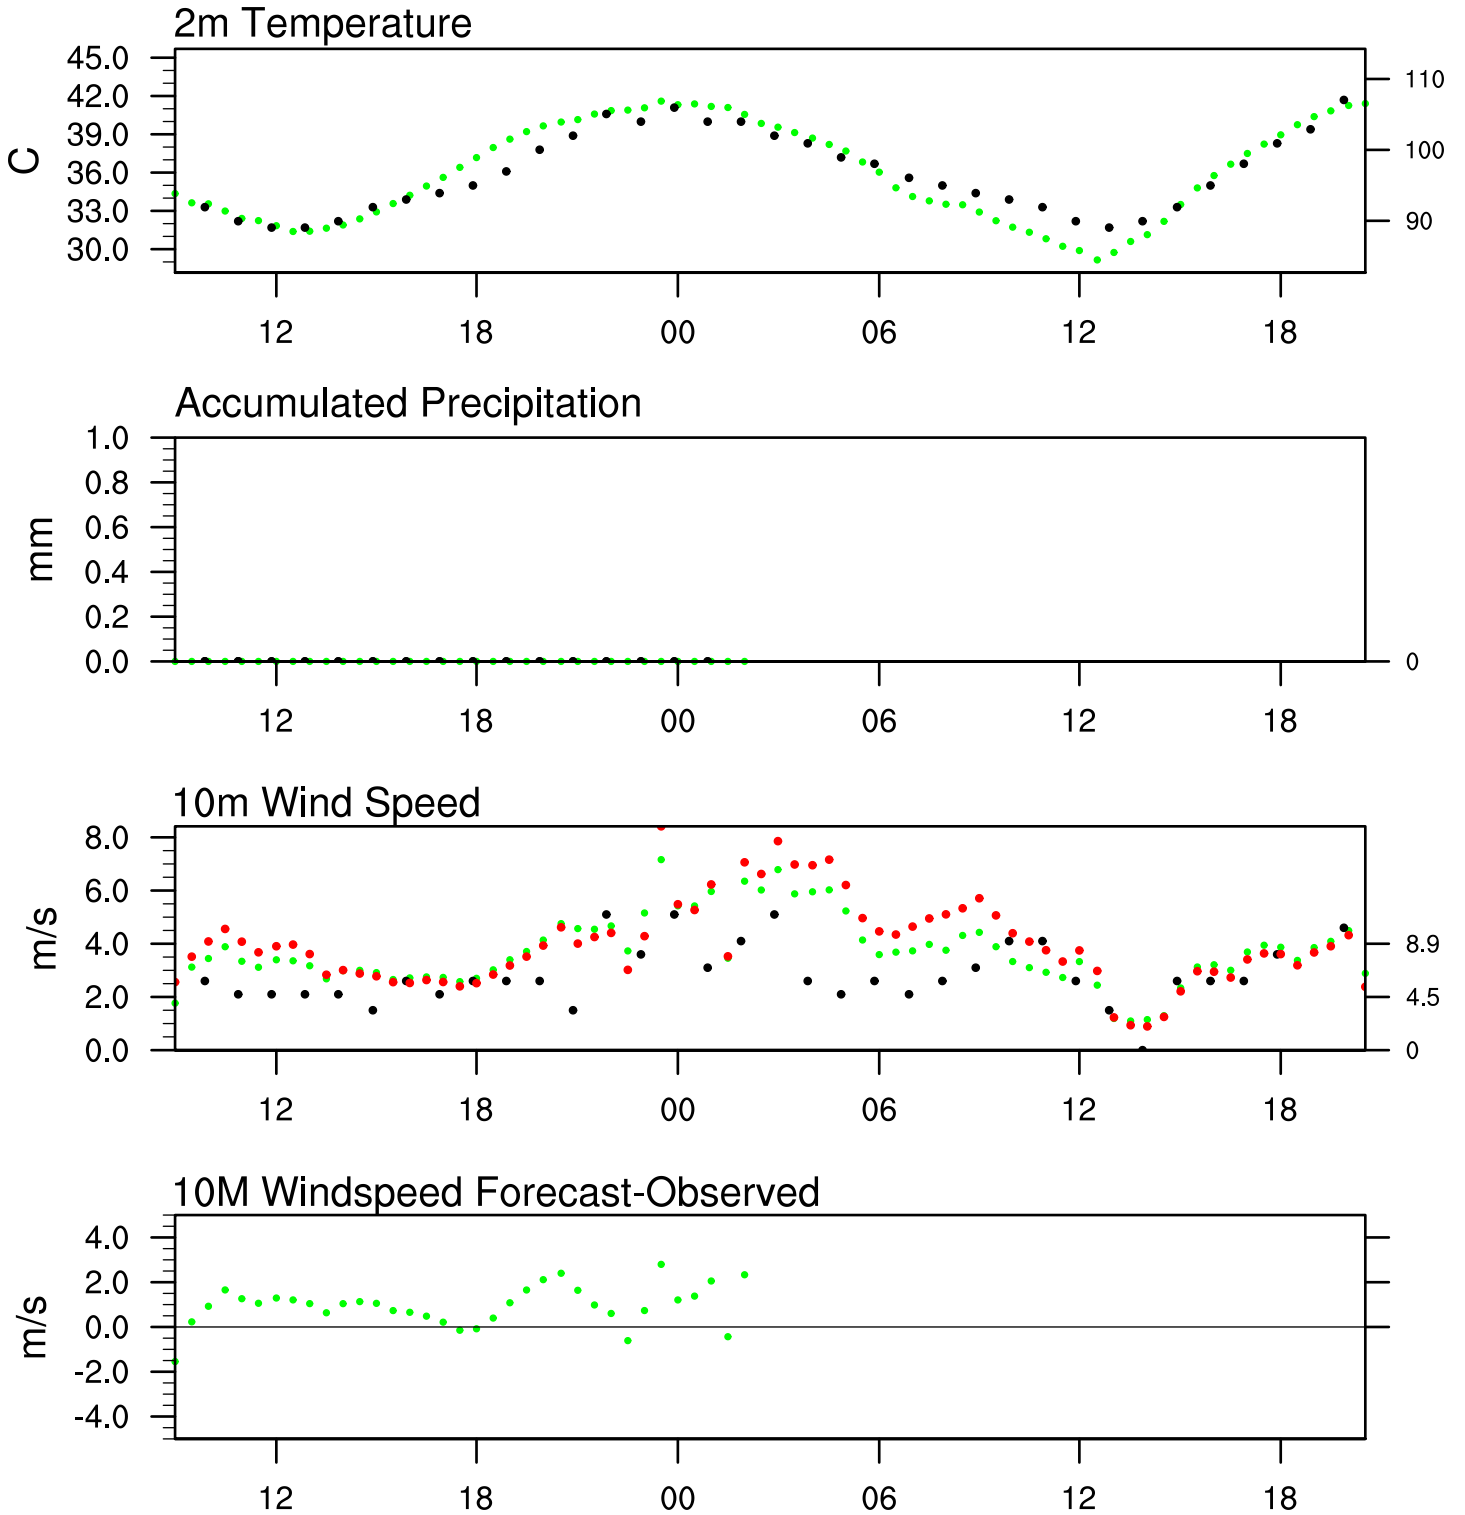 2m Temperature
45.0
42.0
39.0
36.0
33.0
30.0
C
110
100
90
12 18 00 06 12 18
Accumulated Precipitation
1.0
0.8
0.6
0.4
0.2
0.0
mm
0
12 18 00 06 12 18
10m Wind Speed
8.0
6.0
4.0
2.0
0.0
m/s
8.9
4.5
0
12 18 00 06 12 18
10M Windspeed Forecast-Observed
4.0
2.0
0.0
-2.0
-4.0
m/s
12 18 00 06 12 18